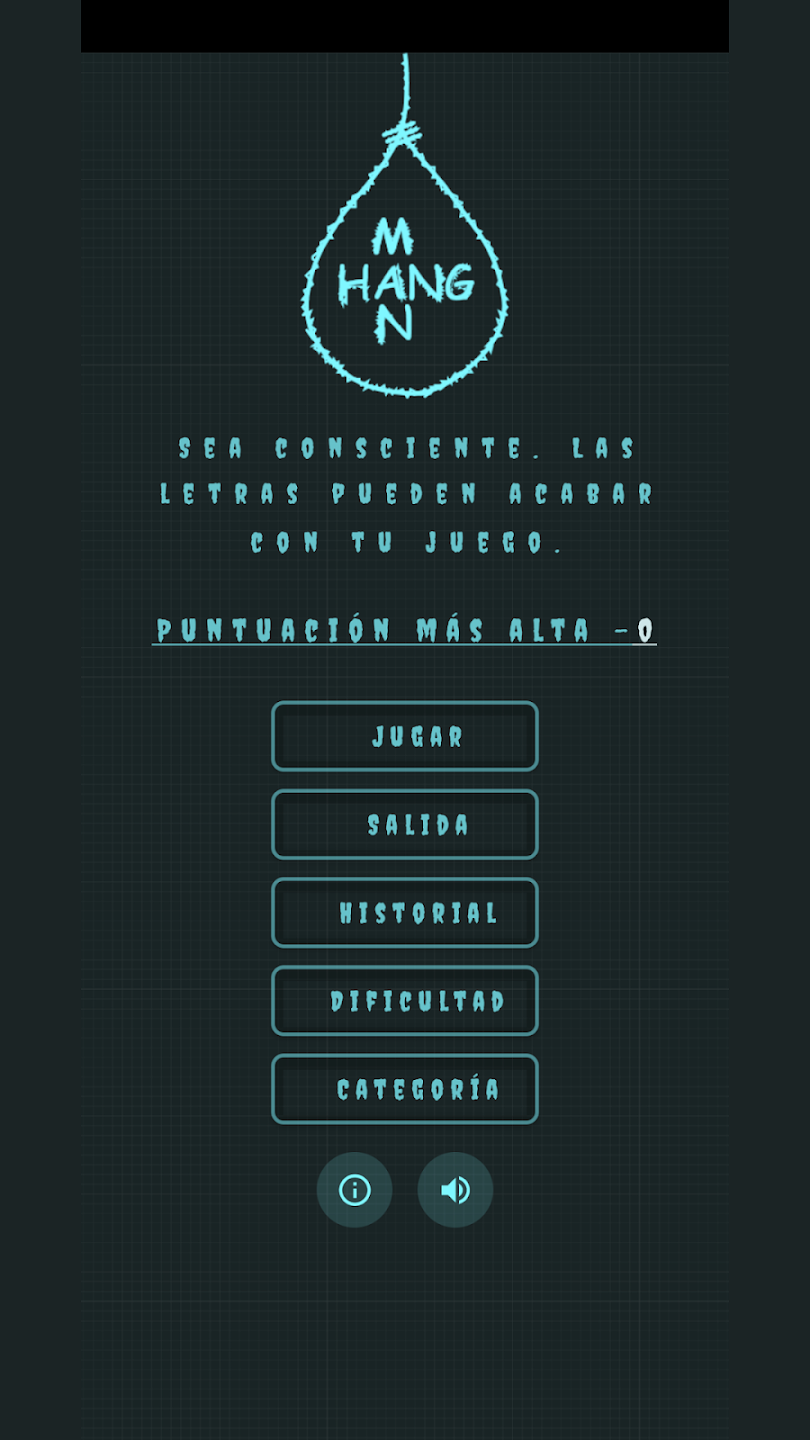 M
HANG
N
SEA CONSCIENTE. LAS
LETRAS PUEDEN ACABAR
CON TU JUEGO.
PUNTUACIÓN MÁS ALTA -0
JUGAR
SALIDA
HISTORIAL
DIFICULTAD
CATEGORÍA